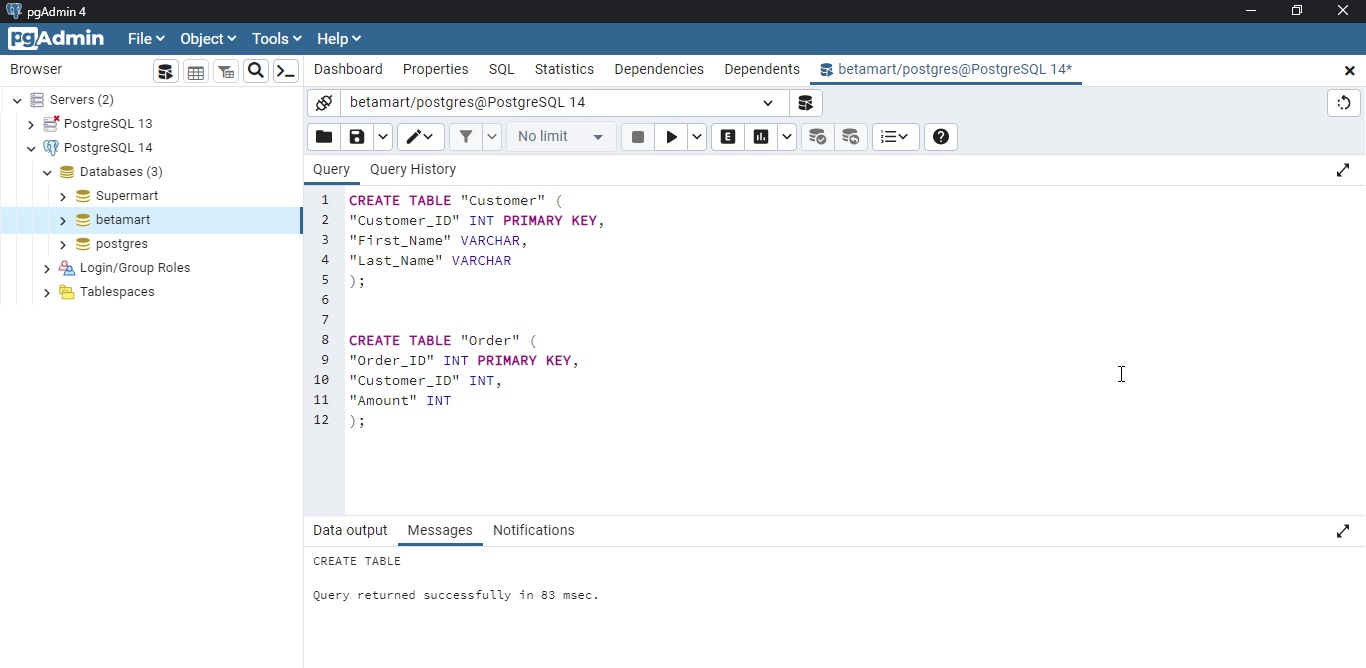 pgAdmin 4
pgAdmin File Object Tools Help
Browser
Dashboard Properties SQL Statistics Dependencies Dependents betamart/postgres@PostgreSQL 14*
Servers (2)
PostgreSQL 13
PostgreSQL 14
Databases (3)
Supermart
betamart
postgres
Login/Group Roles
Tablespaces
betamart/postgres@PostgreSQL 14
No limit E
Query Query History
1 CREATE TABLE "Customer" (
2 "Customer_ID" INT PRIMARY KEY,
3 "First_Name" VARCHAR,
4 "Last_Name" VARCHAR
5 );
6
7
8 CREATE TABLE "Order" (
9 "Order_ID" INT PRIMARY KEY,
10 "Customer_ID" INT,
11 "Amount" INT
12 );
Data output Messages Notifications
CREATE TABLE
Query returned successfully in 83 msec.